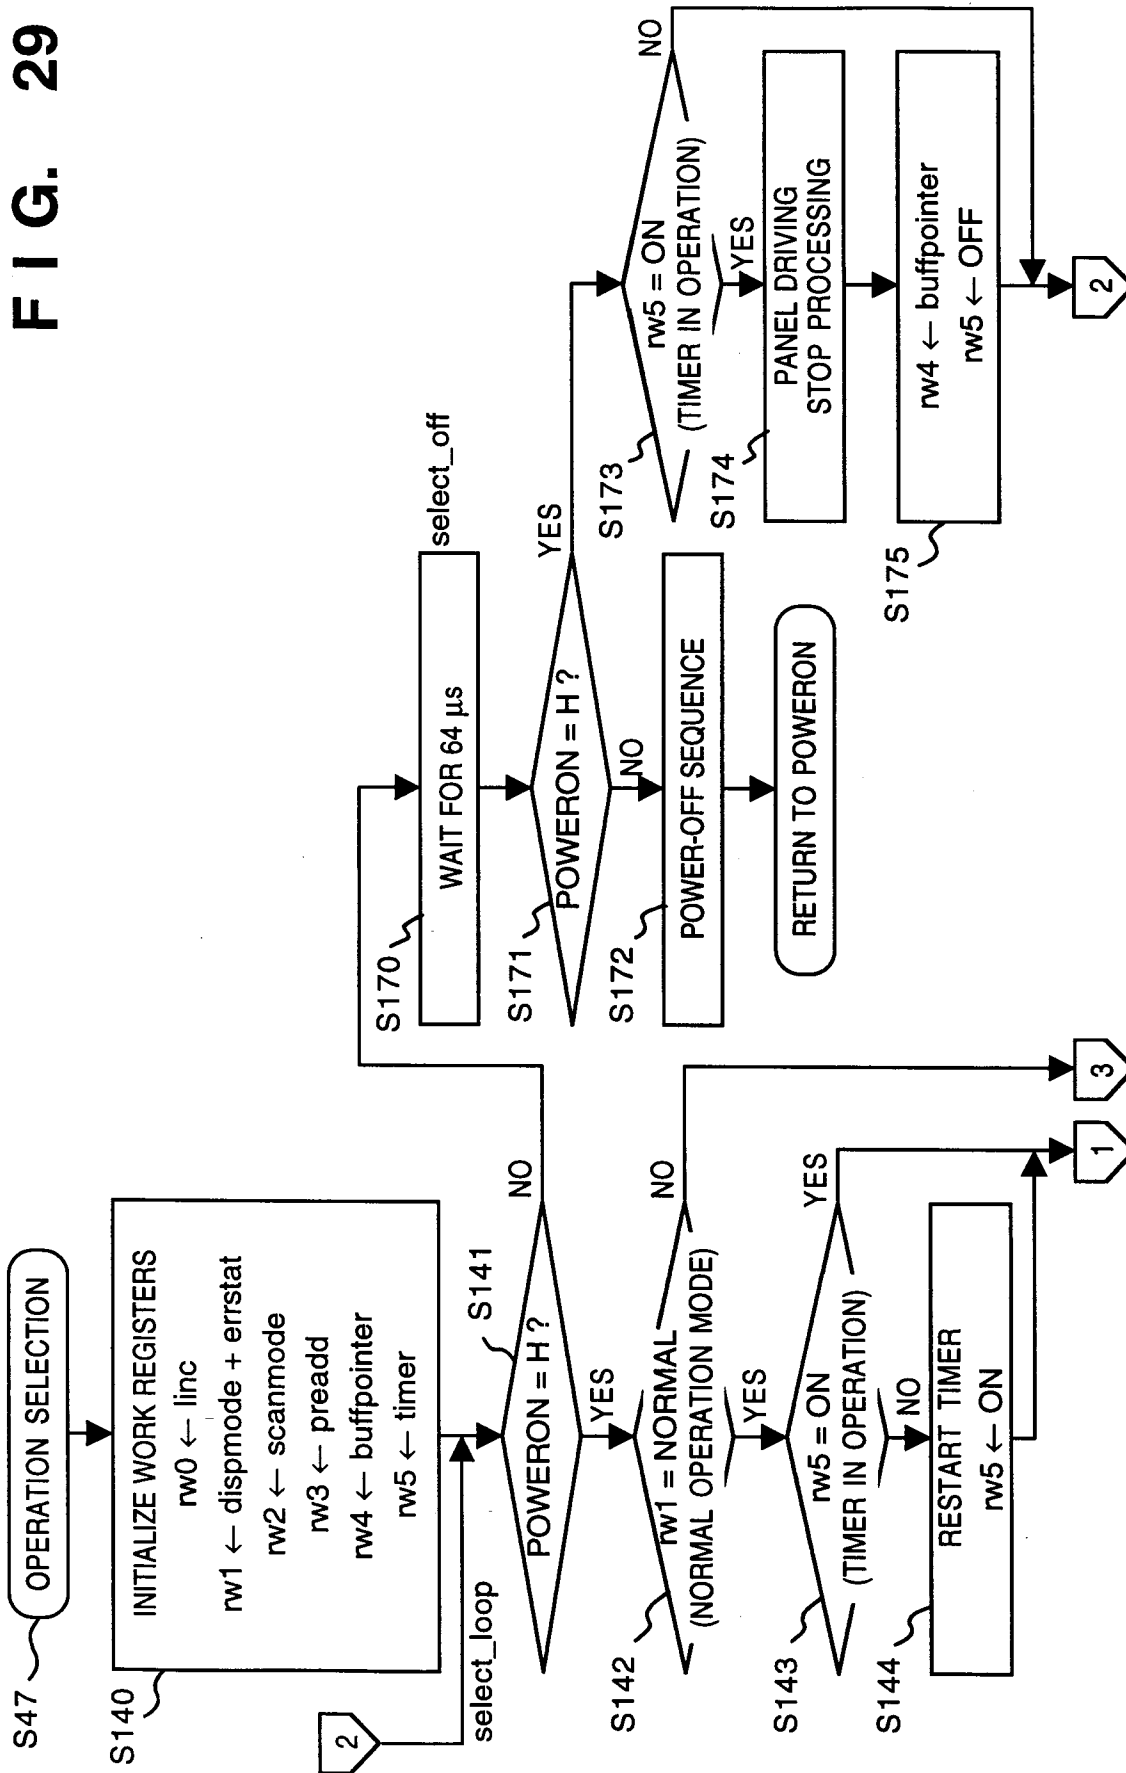 FIG. 29
S47
OPERATION SELECTION
S140
INITIALIZE WORK REGISTERS
rw0 ← linc
rw1 ← dispmode + errstat
rw2 ← scanmode
rw3 ← preadd
rw4 ← buffpointer
rw5 ← timer
2
select_loop
S141
POWERON = H ?
NO
YES
S142
rw1 = NORMAL
(NORMAL OPERATION MODE)
NO
YES
S143
rw5 = ON
(TIMER IN OPERATION)
YES
NO
S144
RESTART TIMER
rw5 ← ON
1
3
S170
select_off
WAIT FOR 64 µs
S171
POWERON = H ?
YES
NO
S172
POWER-OFF SEQUENCE
RETURN TO POWERON
S173
rw5 = ON
(TIMER IN OPERATION)
NO
YES
S174
PANEL DRIVING
STOP PROCESSING
S175
rw4 ← buffpointer
rw5 ← OFF
2